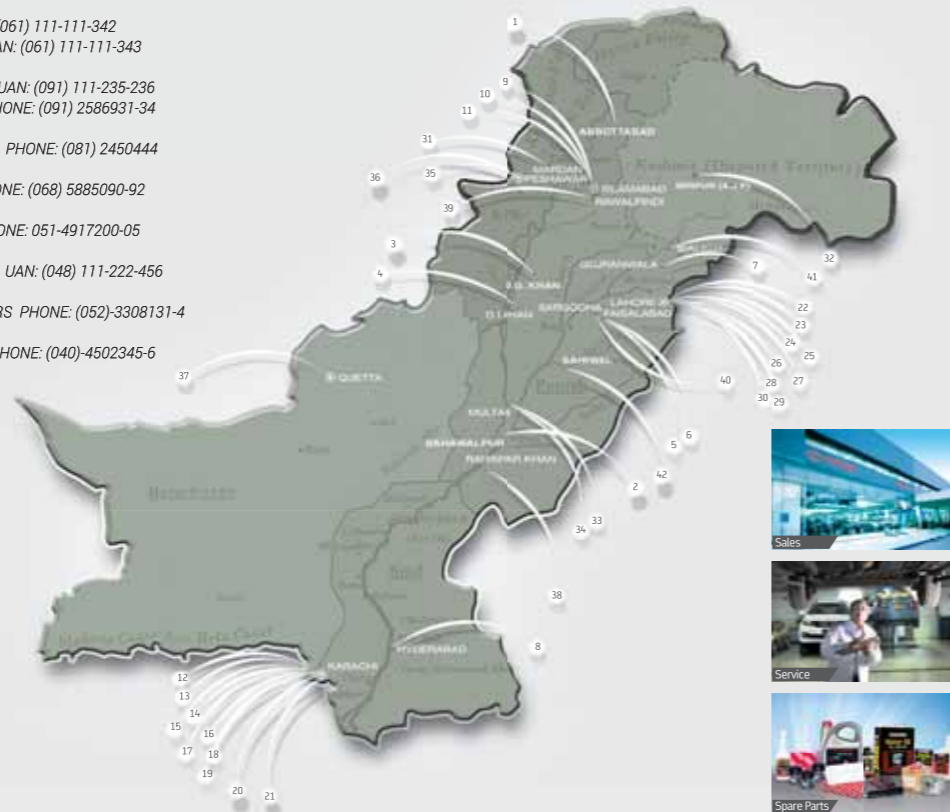 (061) 111-111-342
AN: (061) 111-111-343
UAN: (091) 111-235-236
HONE: (091) 2586931-34
PHONE: (081) 2450444
ONE: (068) 5885090-92
ONE: 051-4917200-05
UAN: (048) 111-222-456
RS PHONE: (052)-3308131-4
HONE: (040)-4502345-6
1
9
10
11
31
36
35
39
3
4
37
ABBOTTABAD
Kashmir (Disputed Territory)
MARDAN
PESHAWAR
ISLAMABAD
MIRPUR (A.J.K)
RAWALPINDI
GUJRANWALA
D.G. KHAN
D.I.KHAN
SARGODHA
LAHORE
FAISALABAD
SAHIWAL
QUETTA
MULTAN
BAHAWALPUR
RAHIMYAR KHAN
HYDERABAD
KARACHI
32
7
41
22
23
24
25
26
27
28
40
30
29
6
5
42
2
33
34
38
8
12
13
14
15
16
17
18
19
20
21
Sales
Service
Spare Parts